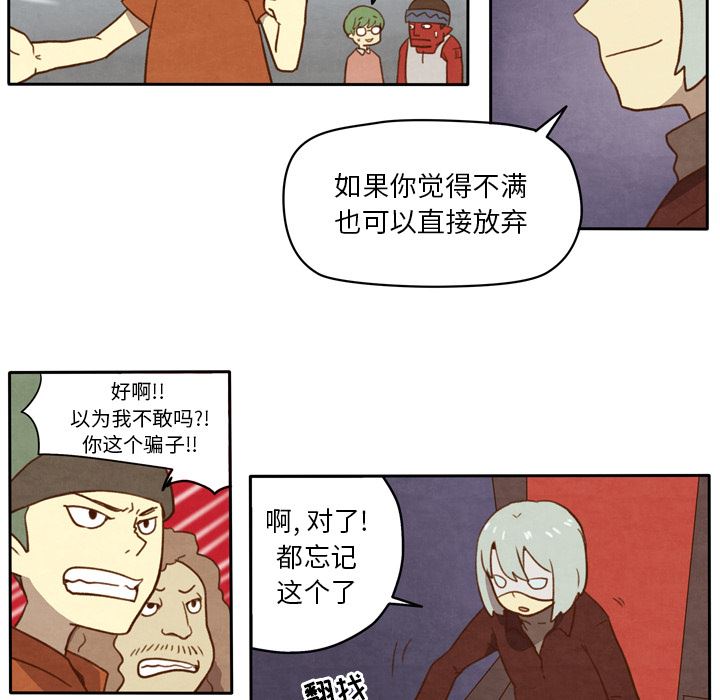 如果你觉得不满
也可以直接放弃
好啊!!
以为我不敢吗?!
你这个骗子!!
啊, 对了!
都忘记
这个了
翻找